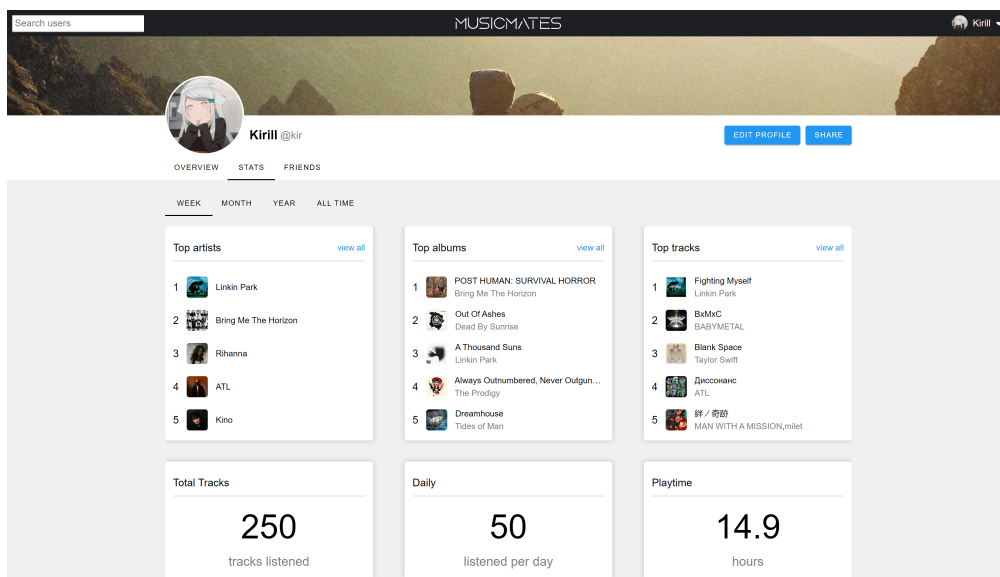 Search users
MUSICMATES
Kirill
Kirill @kir
EDIT PROFILE
SHARE
OVERVIEW
STATS
FRIENDS
WEEK
MONTH
YEAR
ALL TIME
Top artists
view all
1
Linkin Park
2
Bring Me The Horizon
3
Rihanna
4
ATL
5
Kino
Top albums
view all
1
POST HUMAN: SURVIVAL HORROR
Bring Me The Horizon
2
Out Of Ashes
Dead By Sunrise
3
A Thousand Suns
Linkin Park
4
Always Outnumbered, Never Outgun...
The Prodigy
5
Dreamhouse
Tides of Man
Top tracks
view all
1
Fighting Myself
Linkin Park
2
BxMxC
BABYMETAL
3
Blank Space
Taylor Swift
4
Диссонанс
ATL
5
絆ノ奇跡
MAN WITH A MISSION,milet
Total Tracks
250
tracks listened
Daily
50
listened per day
Playtime
14.9
hours